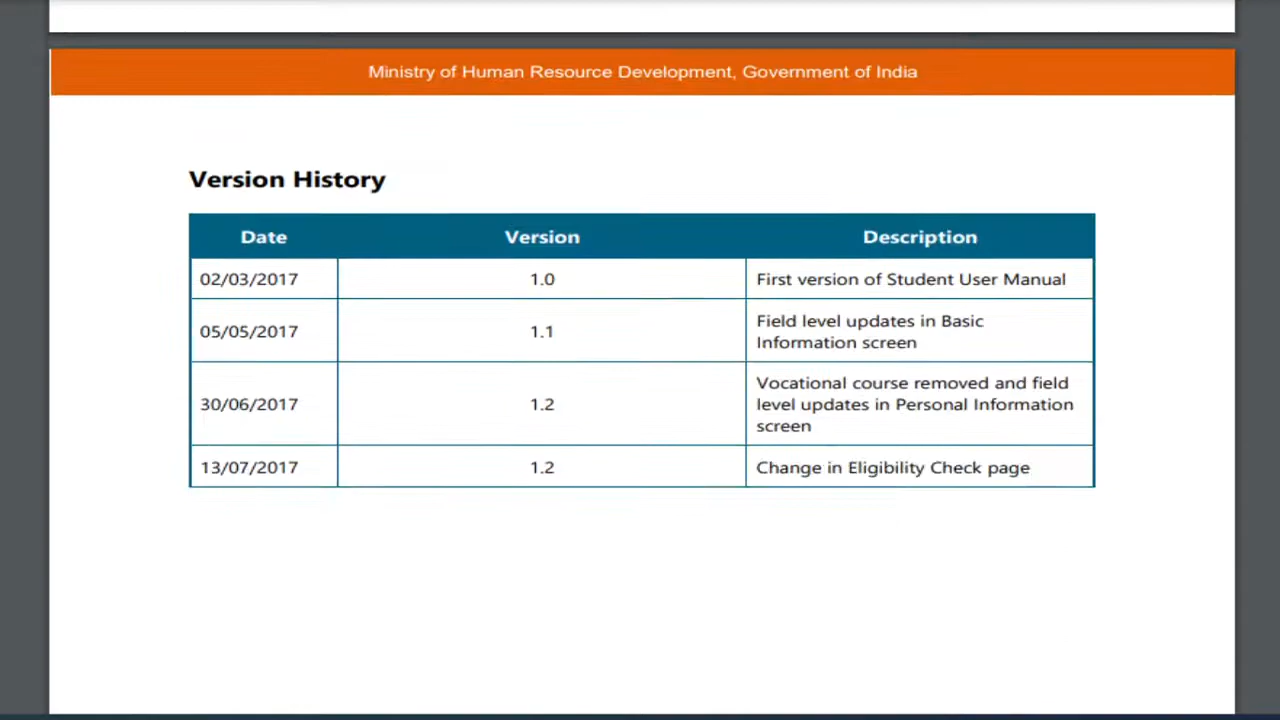 Ministry of Human Resource Development, Government of India
Version History
Date Version Description
02/03/2017 1.0 First version of Student User Manual
05/05/2017 1.1 Field level updates in Basic
Information screen
30/06/2017 1.2 Vocational course removed and field
level updates in Personal Information
screen
13/07/2017 1.2 Change in Eligibility Check page